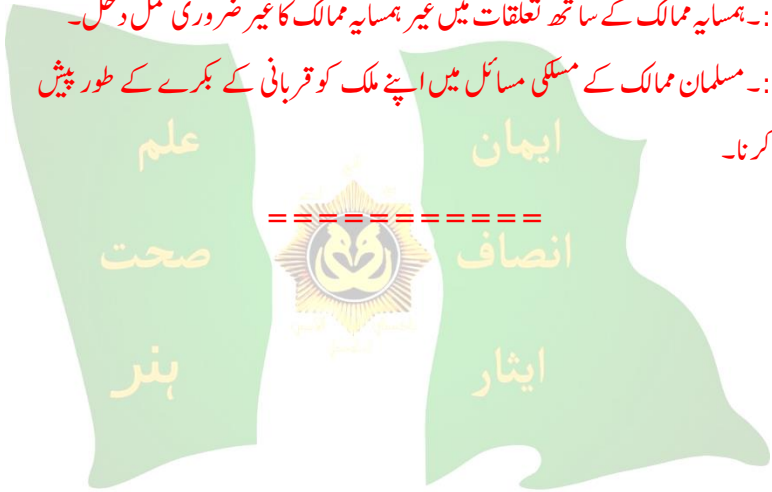 :۔ہمسایہ ممالک کے ساتھ تعلقات میں غیر ہمسایہ ممالک کا غیر ضروری عمل دخل۔
:۔مسلمان ممالک کے مسلکی مسائل میں اپنے ملک کو قربانی کے بکرے کے طور پیش
کرنا۔
===========
ایمان
انصاف
ایثار
علم
صحت
ہنر